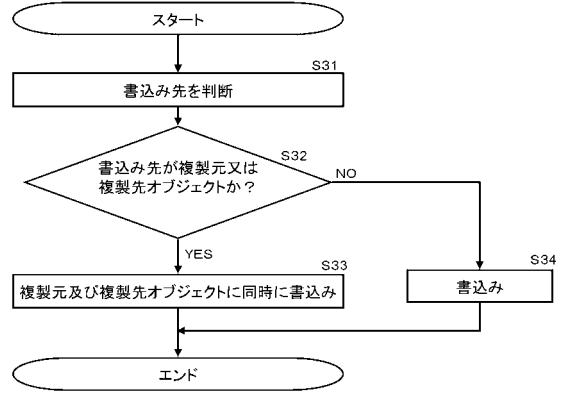 スタート
S31
書込み先を判断
S32
書込み先が複製元又は
複製先オブジェクトか?
NO
YES
S33
複製元及び複製先オブジェクトに同時に書込み
S34
書込み
エンド